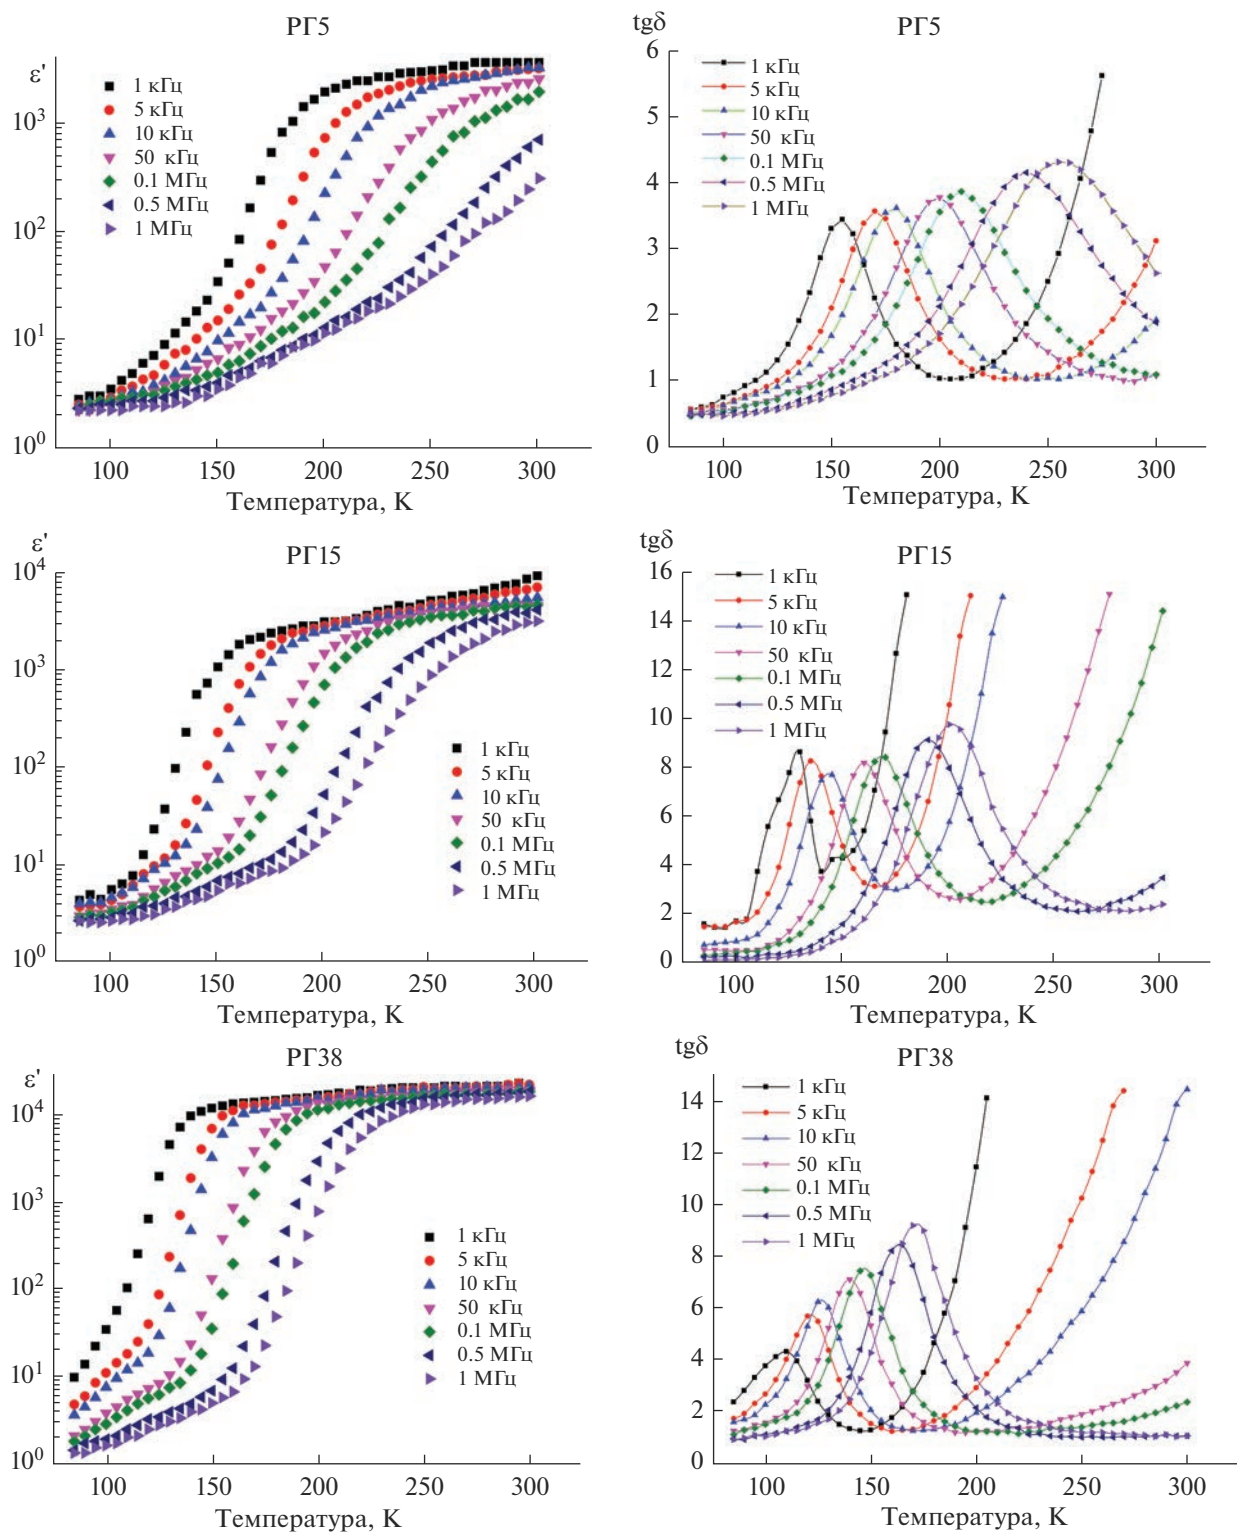 РГ5
ε'
10³
10²
10¹
10⁰
1 кГц
5 кГц
10 кГц
50 кГц
0.1 МГц
0.5 МГц
1 МГц
100 150 200 250 300
Температура, K
РГ5
tgδ
6
5
4
3
2
1
0
1 кГц
5 кГц
10 кГц
50 кГц
0.1 МГц
0.5 МГц
1 МГц
100 150 200 250 300
Температура, K
РГ15
ε'
10⁴
10³
10²
10¹
10⁰
1 кГц
5 кГц
10 кГц
50 кГц
0.1 МГц
0.5 МГц
1 МГц
100 150 200 250 300
Температура, K
РГ15
tgδ
16
14
12
10
8
6
4
2
0
1 кГц
5 кГц
10 кГц
50 кГц
0.1 МГц
0.5 МГц
1 МГц
100 150 200 250 300
Температура, K
РГ38
ε'
10⁴
10³
10²
10¹
10⁰
1 кГц
5 кГц
10 кГц
50 кГц
0.1 МГц
0.5 МГц
1 МГц
100 150 200 250 300
Температура, K
РГ38
tgδ
14
12
10
8
6
4
2
0
1 кГц
5 кГц
10 кГц
50 кГц
0.1 МГц
0.5 МГц
1 МГц
100 150 200 250 300
Температура, K